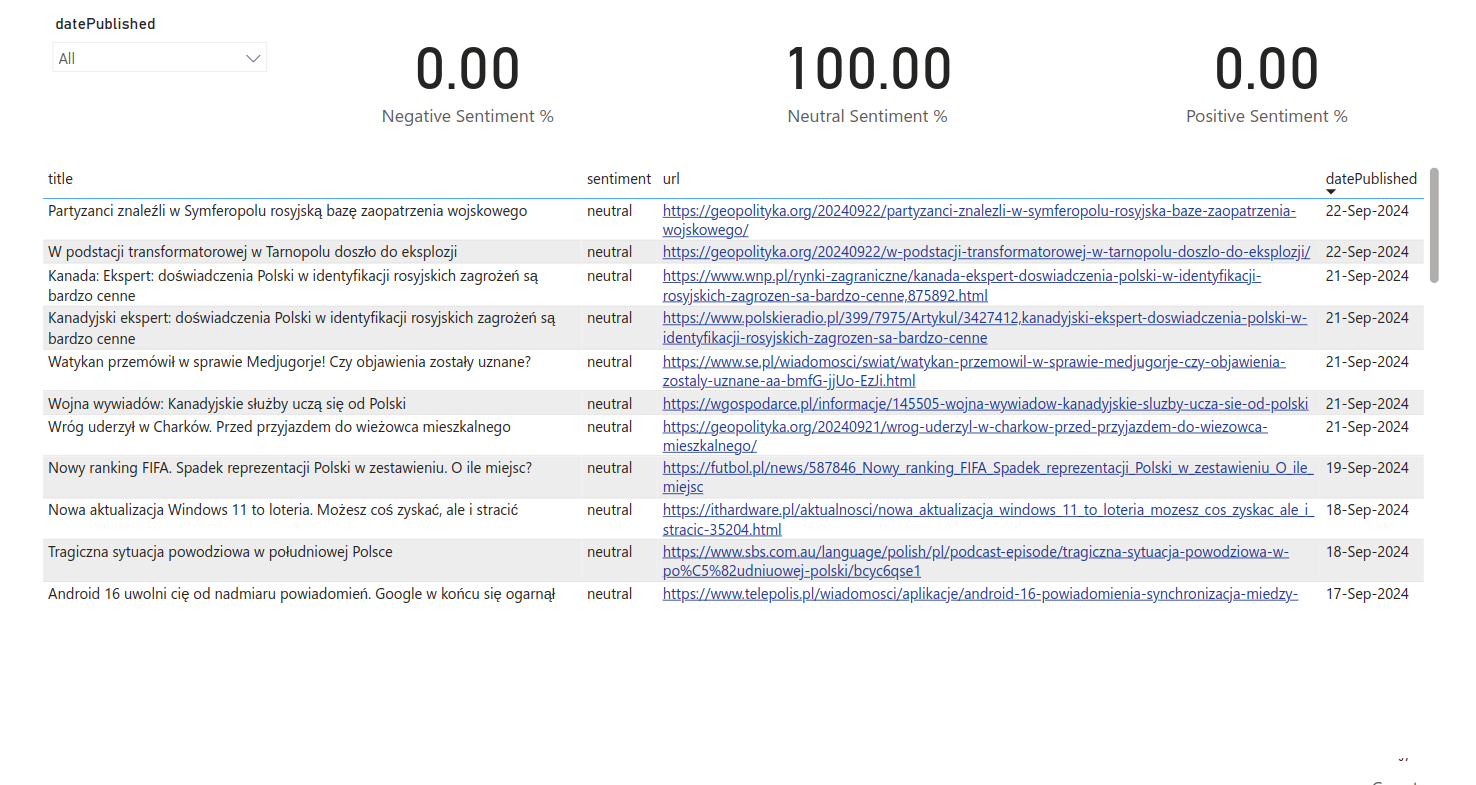 datePublished
All
0.00
Negative Sentiment %
100.00
Neutral Sentiment %
0.00
Positive Sentiment %
title sentiment url datePublished
Partyzanci znaleźli w Symferopolu rosyjską bazę zaopatrzenia wojskowego neutral https://geopolityka.org/20240922/partyzanci-znalezli-w-symferopolu-rosyjska-baze-zaopatrzenia- 22-Sep-2024
wojskowego/
W podstacji transformatorowej w Tarnopolu doszło do eksplozji neutral https://geopolityka.org/20240922/w-podstacji-transformatorowej-w-tarnopolu-doszlo-do-eksplozji/ 22-Sep-2024
Kanada: Ekspert: doświadczenia Polski w identyfikacji rosyjskich zagrożeń są neutral https://www.wnp.pl/rynki-zagraniczne/kanada-ekspert-doswiadczenia-polski-w-identyfikacji- 21-Sep-2024
bardzo cenne rosyjskich-zagrozen-sa-bardzo-cenne,875892.html
Kanadyjski ekspert: doświadczenia Polski w identyfikacji rosyjskich zagrożeń są neutral https://www.polskieradio.pl/399/7975/Artykul/3427412,kanadyjski-ekspert-doswiadczenia-polski-w- 21-Sep-2024
bardzo cenne identyfikacji-rosyjskich-zagrozen-sa-bardzo-cenne
Watykan przemówił w sprawie Medjugorje! Czy objawienia zostały uznane? neutral https://www.se.pl/wiadomosci/swiat/watykan-przemowil-w-sprawie-medjugorje-czy-objawienia- 21-Sep-2024
zostaly-uznane-aa-bmfG-jjUo-EzJi.html
Wojna wywiadów: Kanadyjskie służby uczą się od Polski neutral https://wgospodarce.pl/informacje/145505-wojna-wywiadow-kanadyjskie-sluzby-ucza-sie-od-polski 21-Sep-2024
Wróg uderzył w Charków. Przed przyjazdem do wieżowca mieszkalnego neutral https://geopolityka.org/20240921/wrog-uderzyl-w-charkow-przed-przyjazdem-do-wiezowca- 21-Sep-2024
mieszkalnego/
Nowy ranking FIFA. Spadek reprezentacji Polski w zestawieniu. O ile miejsc? neutral https://futbol.pl/news/587846_Nowy_ranking_FIFA_Spadek_reprezentacji_Polski_w_zestawieniu_O_ile_ 19-Sep-2024
miejsc
Nowa aktualizacja Windows 11 to loteria. Możesz coś zyskać, ale i stracić neutral https://ithardware.pl/aktualnosci/nowa_aktualizacja_windows_11_to_loteria_mozesz_cos_zyskac_ale_i_ 18-Sep-2024
stracic-35204.html
Tragiczna sytuacja powodziowa w południowej Polsce neutral https://www.sbs.com.au/language/polish/pl/podcast-episode/tragiczna-sytuacja-powodziowa-w- 18-Sep-2024
po%C5%82udniuowej-polski/bcyc6qse1
Android 16 uwolni cię od nadmiaru powiadomień. Google w końcu się ogarnął neutral https://www.telepolis.pl/wiadomosci/aplikacje/android-16-powiadomienia-synchronizacja-miedzy- 17-Sep-2024